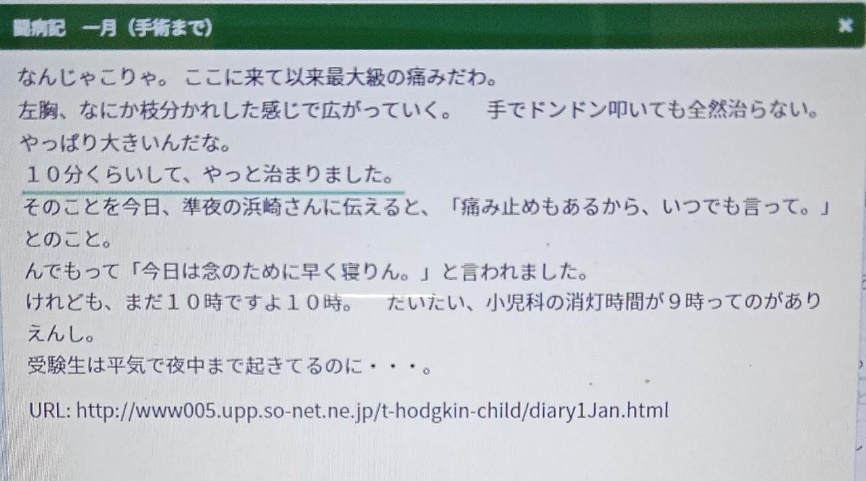 闘病記 一月（手術まで） ×
なんじゃこりゃ。 ここに来て以来最大級の痛みだわ。
左胸、なにか枝分かれした感じで広がっていく。　手でドンドン叩いても全然治らない。
やっぱり大きいんだな。
１０分くらいして、やっと治まりました。
そのことを今日、準夜の浜崎さんに伝えると、「痛み止めもあるから、いつでも言って。」
とのこと。
んでもって「今日は念のために早く寝りん。」と言われました。
けれども、まだ１０時ですよ１０時。　だいたい、小児科の消灯時間が９時ってのがあり
えんし。
受験生は平気で夜中まで起きてるのに・・・。
URL: http://www005.upp.so-net.ne.jp/t-hodgkin-child/diary1Jan.html